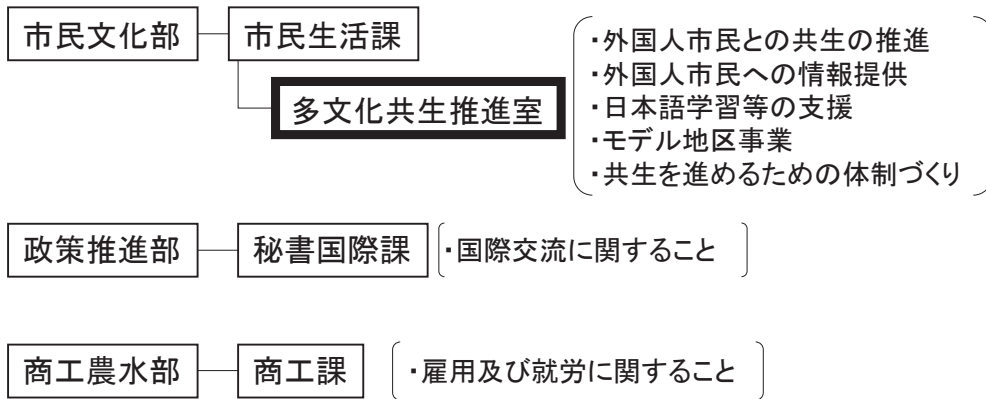 市民文化部 市民生活課
多文化共生推進室
・外国人市民との共生の推進
・外国人市民への情報提供
・日本語学習等の支援
・モデル地区事業
・共生を進めるための体制づくり
政策推進部 秘書国際課 ・国際交流に関すること
商工農水部 商工課 ・雇用及び就労に関すること